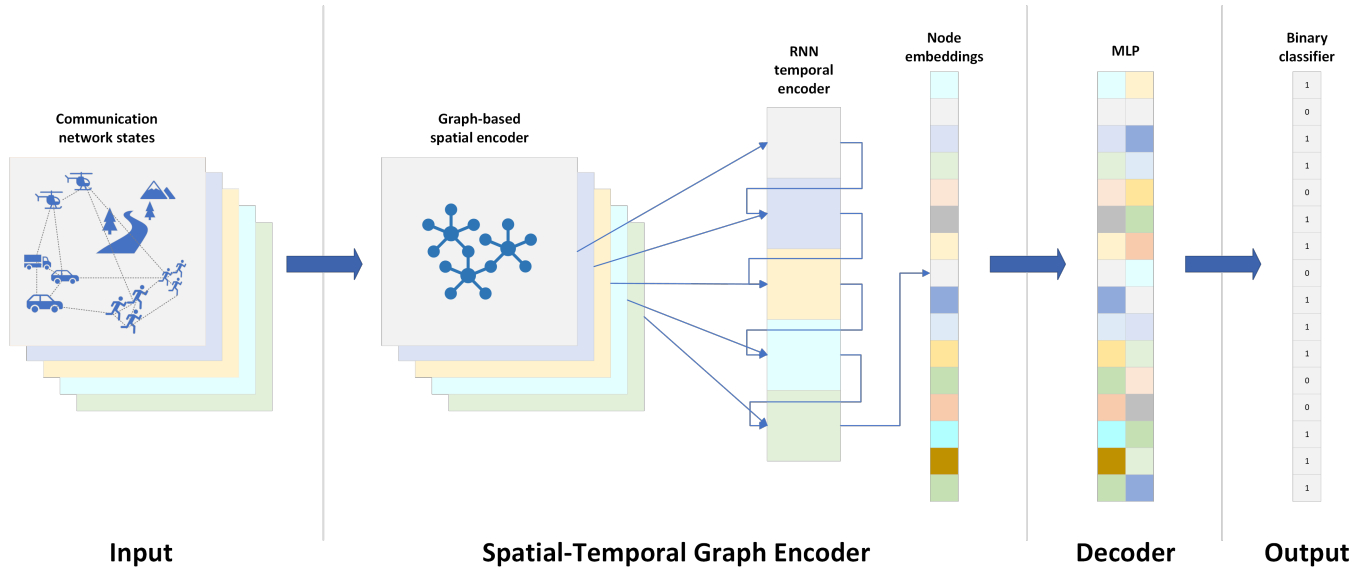 Communication
network states
Graph-based
spatial encoder
RNN
temporal
encoder
Node
embeddings
MLP
Binary
classifier
1
0
1
1
0
1
1
0
1
1
1
0
0
1
1
1
Input
Spatial-Temporal Graph Encoder
Decoder
Output